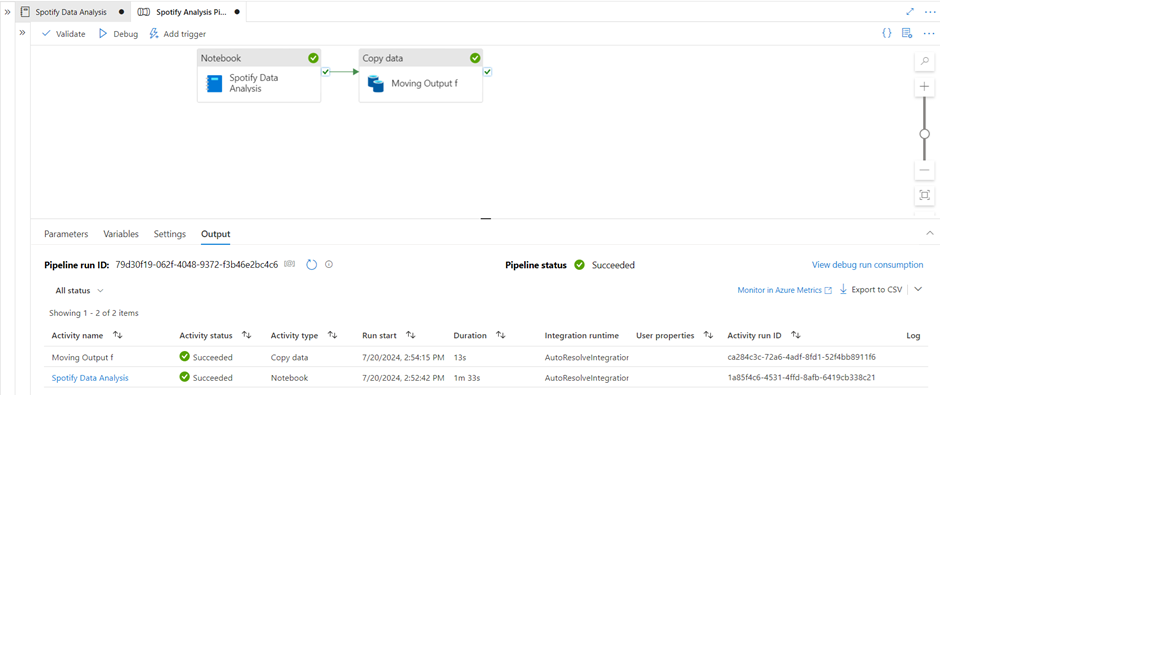 Spotify Data Analysis
Spotify Analysis Pi...
Validate Debug Add trigger
Notebook
Spotify Data
Analysis
Copy data
Moving Output f
Parameters Variables Settings Output
Pipeline run ID: 79d30f19-062f-4048-9372-f3b46e2bc4c6
Pipeline status Succeeded
View debug run consumption
All status
Monitor in Azure Metrics Export to CSV
Showing 1 - 2 of 2 items
Activity name Activity status Activity type Run start Duration Integration runtime User properties Activity run ID Log
Moving Output f Succeeded Copy data 7/20/2024, 2:54:15 PM 13s AutoResolveIntegration ca284c3c-72a6-4adf-8fd1-52f4bb8911f6
Spotify Data Analysis Succeeded Notebook 7/20/2024, 2:52:42 PM 1m 33s AutoResolveIntegration 1a85f4c6-4531-4ffd-8afb-6419cb338c21